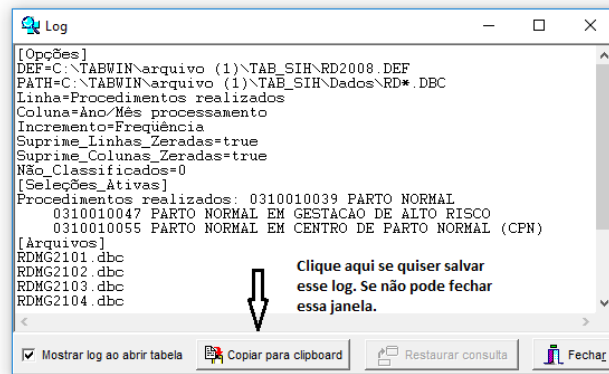 Log
[Opções]
DEF=C:\TABWIN\arquivo (1)\TAB_SIH\RD2008.DEF
PATH=C:\TABWIN\arquivo (1)\TAB_SIH\Dados\RD*.DBC
Linha=Procedimentos realizados
Coluna=Ano/Mês processamento
Incremento=Freqüência
Suprime_Linhas_Zeradas=true
Suprime_Colunas_Zeradas=true
Não_Classificados=0
[Seleções_Ativas]
Procedimentos realizados: 0310010039 PARTO NORMAL
0310010047 PARTO NORMAL EM GESTACAO DE ALTO RISCO
0310010055 PARTO NORMAL EM CENTRO DE PARTO NORMAL (CPN)
[Arquivos]
RDMG2101.dbc
RDMG2102.dbc
RDMG2103.dbc
RDMG2104.dbc
Clique aqui se quiser salvar
esse log. Se não pode fechar
essa janela.
Mostrar log ao abrir tabela
Copiar para clipboard
Restaurar consulta
Fechar